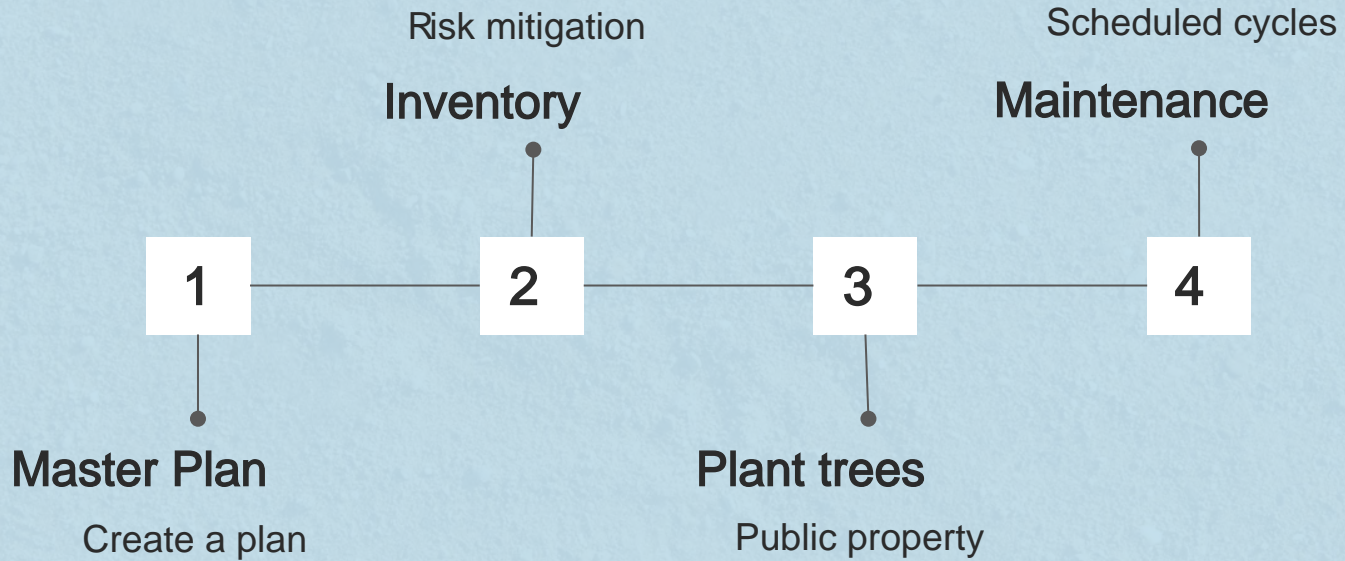 Risk mitigation
Scheduled cycles
Inventory
Maintenance
1
2
3
4
Master Plan
Plant trees
Create a plan
Public property